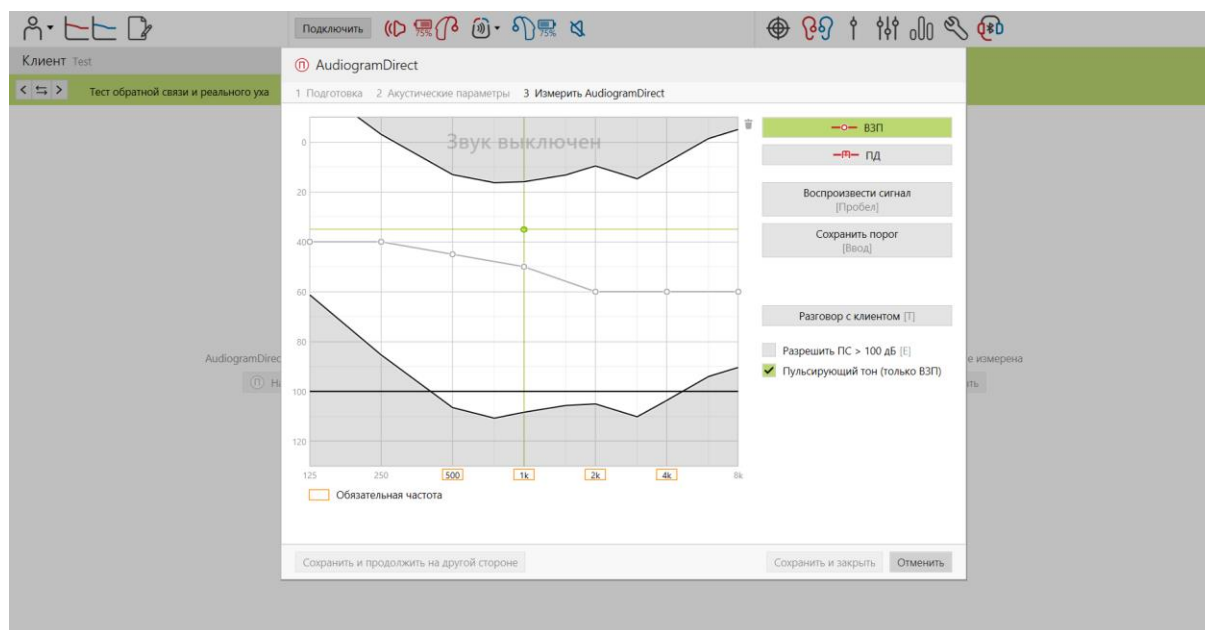 Подключить
75%
75%
Клиент Test
Тест обратной связи и реального уха
AudiogramDirect
1 Подготовка 2 Акустические параметры 3 Измерить AudiogramDirect
Звук выключен
0
20
40
60
80
100
120
125 250 500 1k 2k 4k 8k
Обязательная частота
ВЗП
ПД
Воспроизвести сигнал
[Пробел]
Сохранить порог
[Ввод]
Разговор с клиентом [T]
Разрешить ПС > 100 дБ [E]
Пульсирующий тон (только ВЗП)
AudiogramDirec
е измерена
На
ть
Сохранить и продолжить на другой стороне
Сохранить и закрыть
Отменить